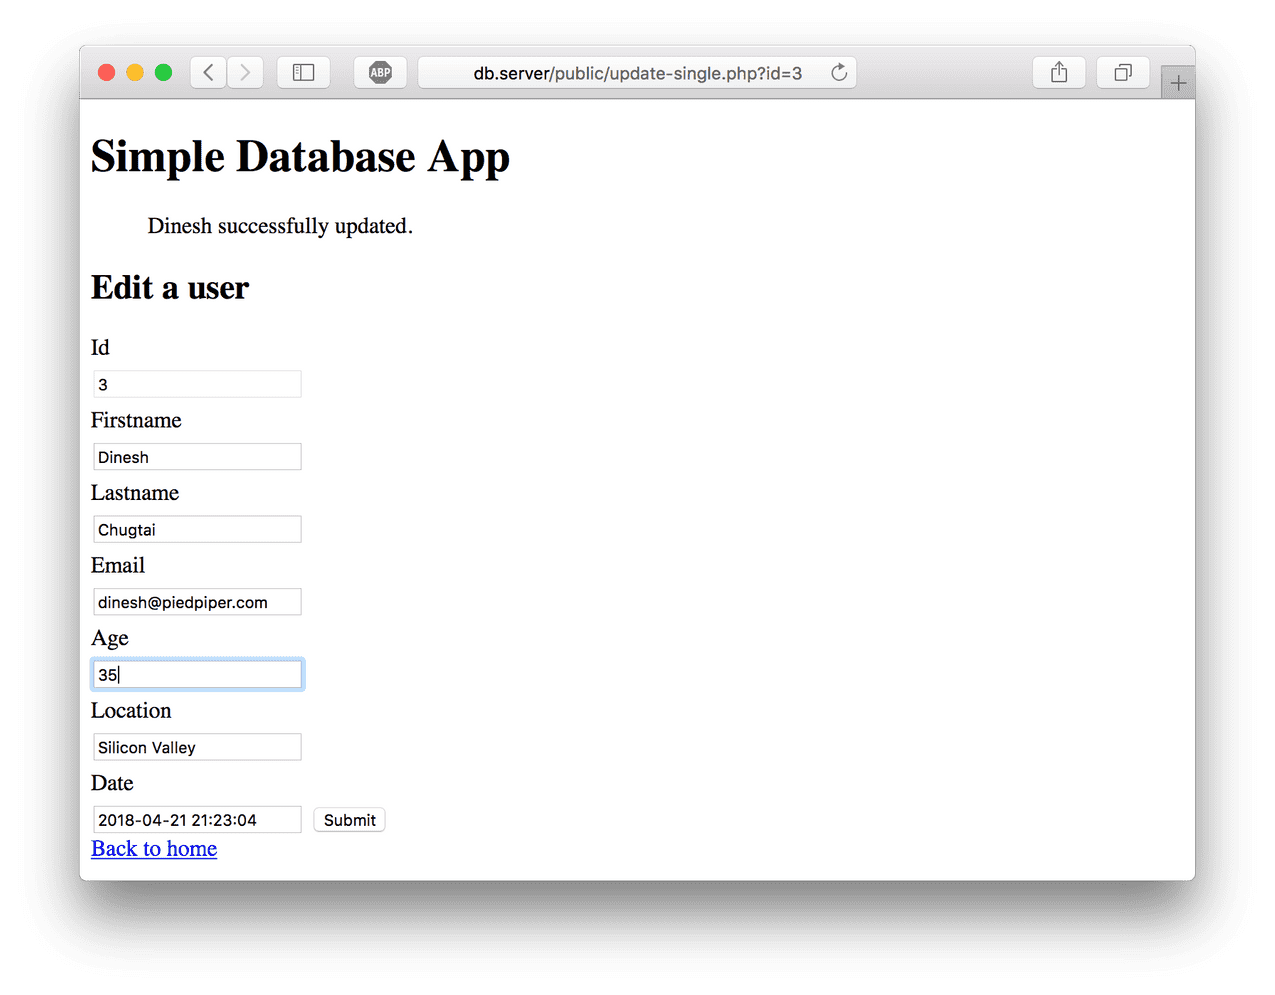 ABP
db.server/public/update-single.php?id=3
Simple Database App
Dinesh successfully updated.
Edit a user
Id
3
Firstname
Dinesh
Lastname
Chugtai
Email
dinesh@piedpiper.com
Age
35
Location
Silicon Valley
Date
2018-04-21 21:23:04 Submit
Back to home